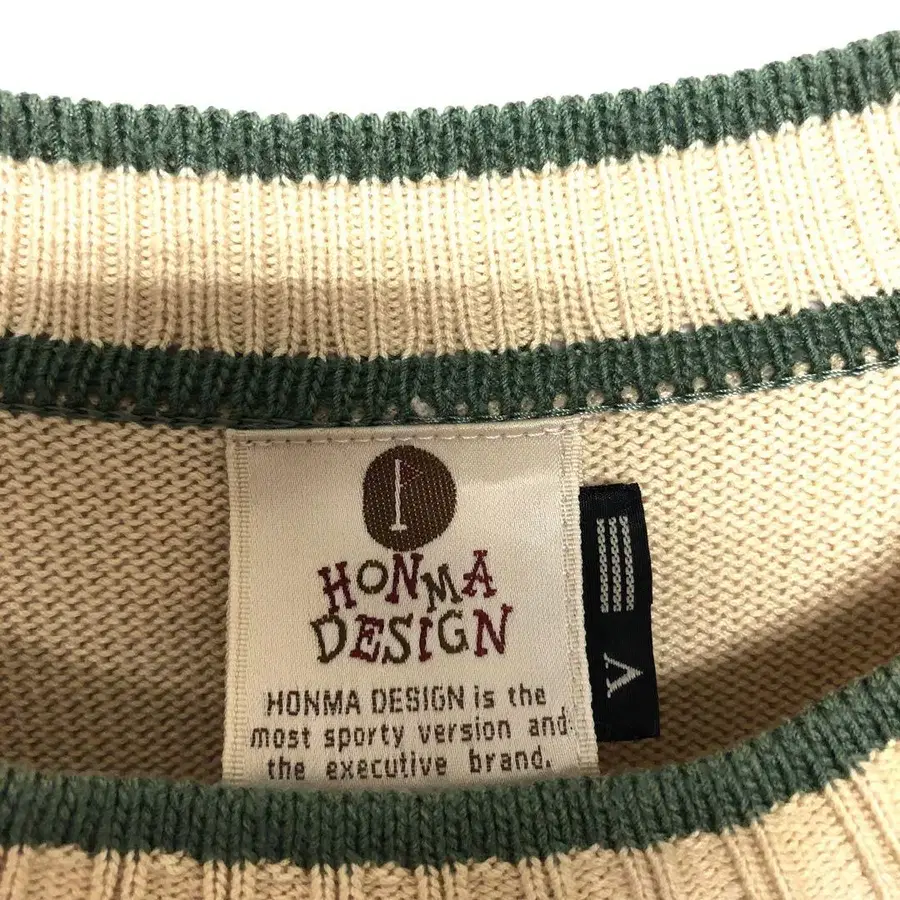 HONMA
DESIGN
HONMA DESIGN is the
most sporty version and
the executive brand.